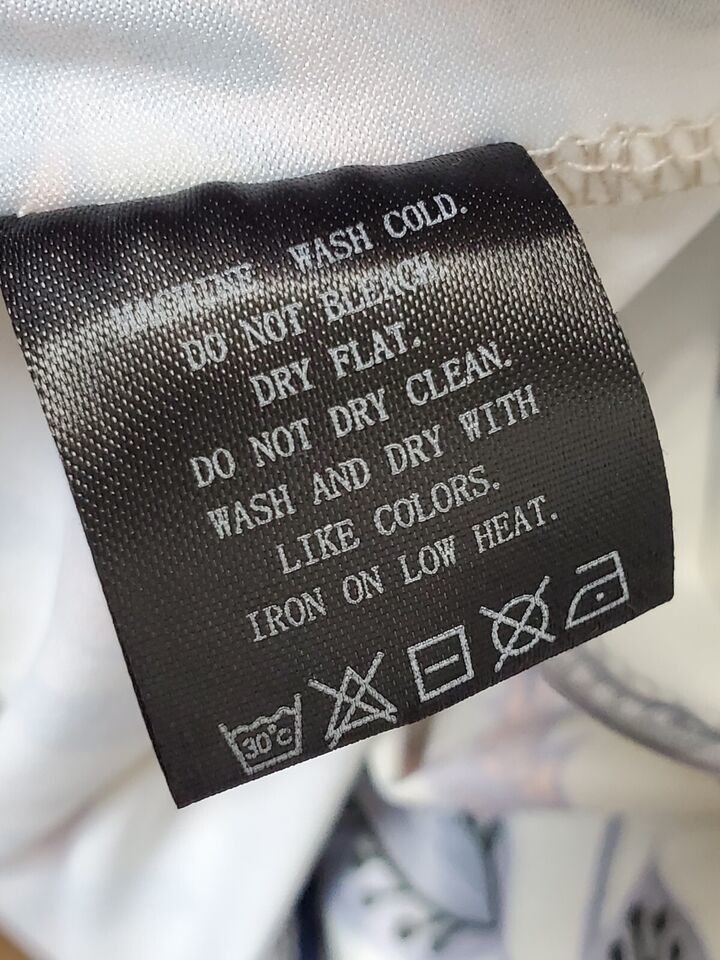 MACHINE WASH COLD.
DO NOT BLEACH.
DRY FLAT.
DO NOT DRY CLEAN.
WASH AND DRY WITH
LIKE COLORS.
IRON ON LOW HEAT.
30°C